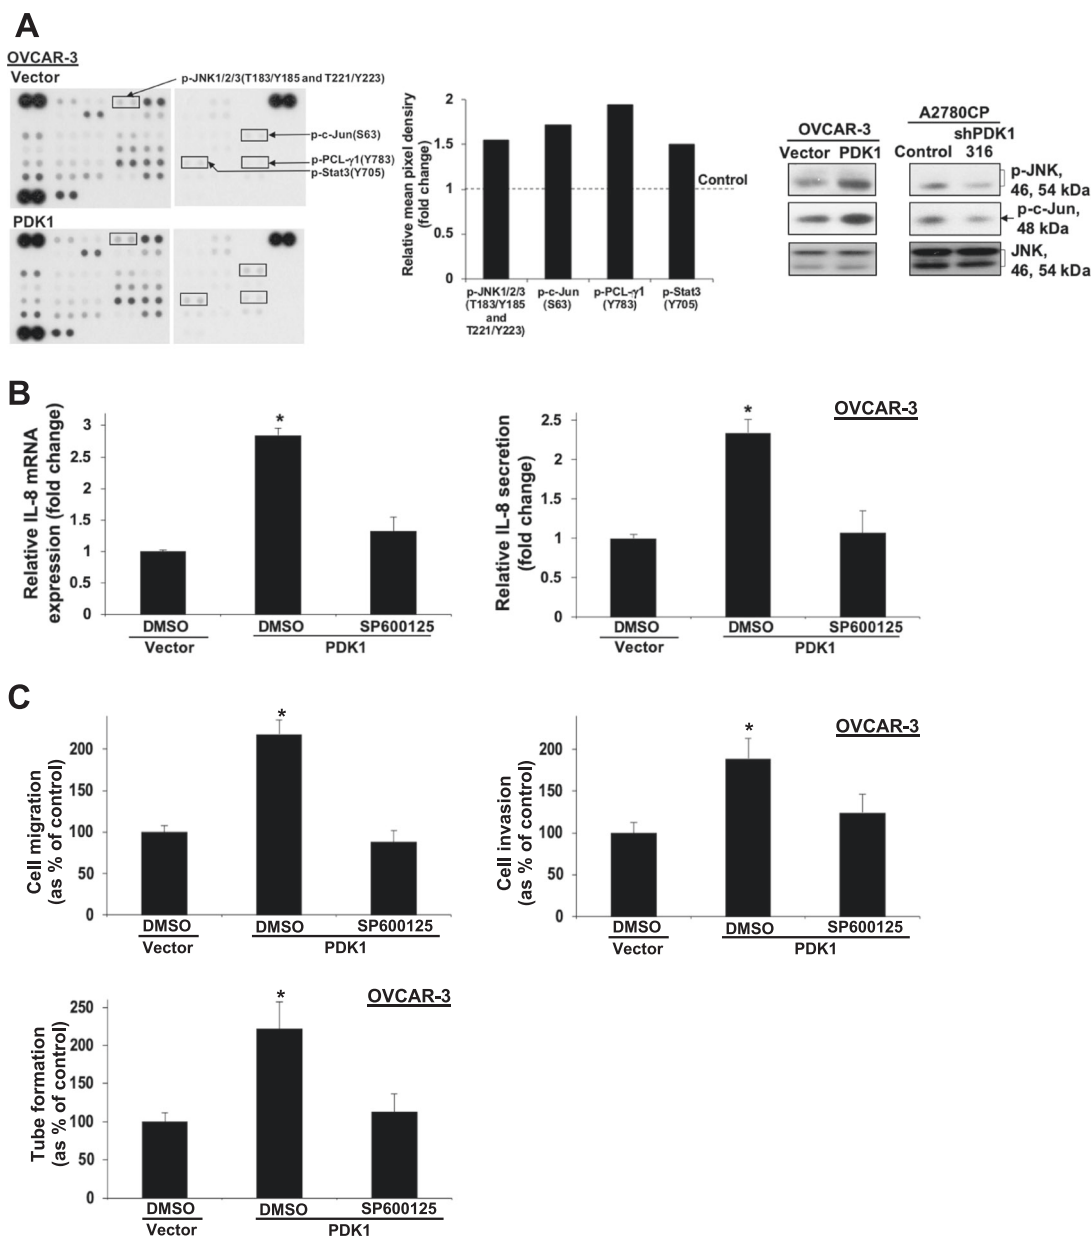 A
OVCAR-3
Vector
p-JNK1/2/3(T183/Y185 and T221/Y223)
p-c-Jun(S63)
p-PCL-γ1(Y783)
p-Stat3(Y705)
PDK1
Relative mean pixel densiry
(fold change)
2
1.5
1
0.5
0
Control
p-JNK1/2/3
(T183/Y185
and
T221/Y223)
p-c-Jun
(S63)
p-PCL-γ1
(Y783)
p-Stat3
(Y705)
OVCAR-3
Vector PDK1
A2780CP
shPDK1
Control 316
p-JNK,
46, 54 kDa
p-c-Jun,
48 kDa
JNK,
46, 54 kDa
B
Relative IL-8 mRNA
expression (fold change)
3
2.5
2
1.5
1
0.5
0
*
DMSO DMSO SP600125
Vector PDK1
OVCAR-3
Relative IL-8 secretion
(fold change)
2.5
2
1.5
1
0.5
0
*
DMSO DMSO SP600125
Vector PDK1
C
Cell migration
(as % of control)
200
150
100
50
0
*
DMSO DMSO SP600125
Vector PDK1
OVCAR-3
Cell invasion
(as % of control)
200
150
100
50
0
*
DMSO DMSO SP600125
Vector PDK1
OVCAR-3
Tube formation
(as % of control)
250
200
150
100
50
0
*
DMSO DMSO SP600125
Vector PDK1